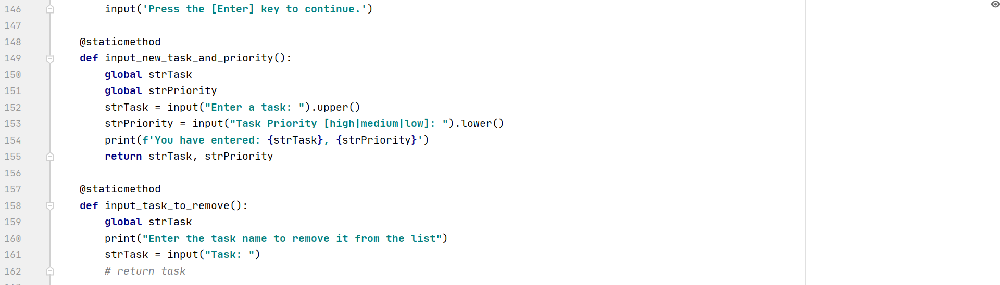 146 input('Press the [Enter] key to continue.')
147
148 @staticmethod
149 def input_new_task_and_priority():
150 global strTask
151 global strPriority
152 strTask = input("Enter a task: ").upper()
153 strPriority = input("Task Priority [high|medium|low]: ").lower()
154 print(f'You have entered: {strTask}, {strPriority}')
155 return strTask, strPriority
156
157 @staticmethod
158 def input_task_to_remove():
159 global strTask
160 print("Enter the task name to remove it from the list")
161 strTask = input("Task: ")
162 # return task